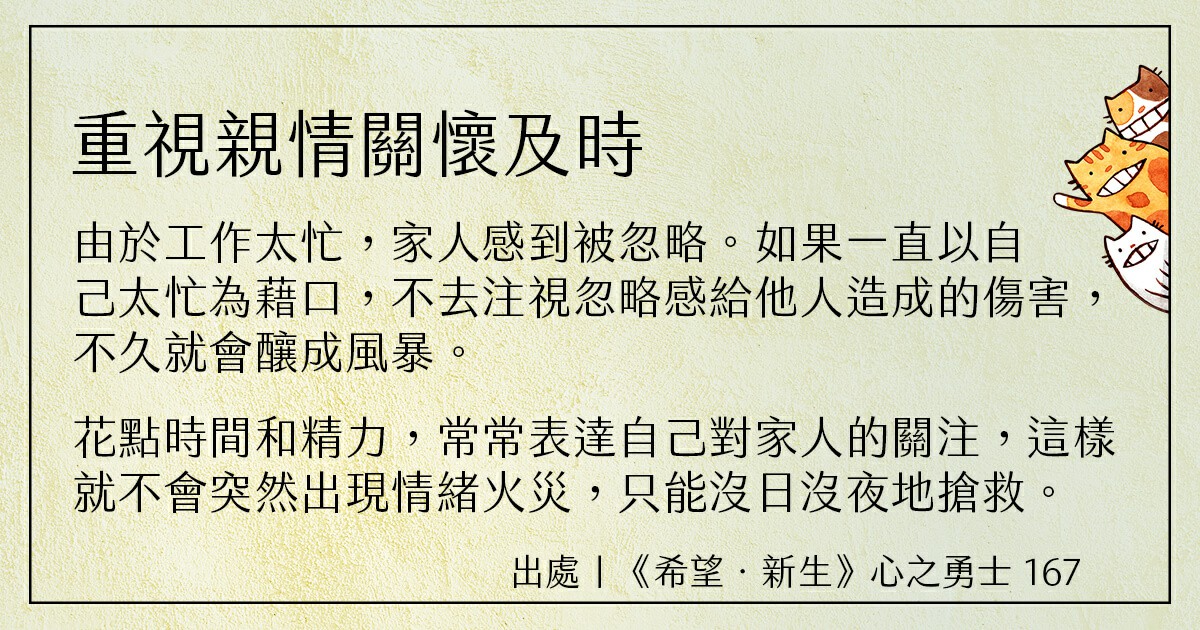 重視親情關懷及時
由於工作太忙，家人感到被忽略。如果一直以自
己太忙為藉口，不去注視忽略感給他人造成的傷害，
不久就會釀成風暴。
花點時間和精力，常常表達自己對家人的關注，這樣
就不會突然出現情緒火災，只能沒日沒夜地搶救。
出處｜《希望．新生》心之勇士 167